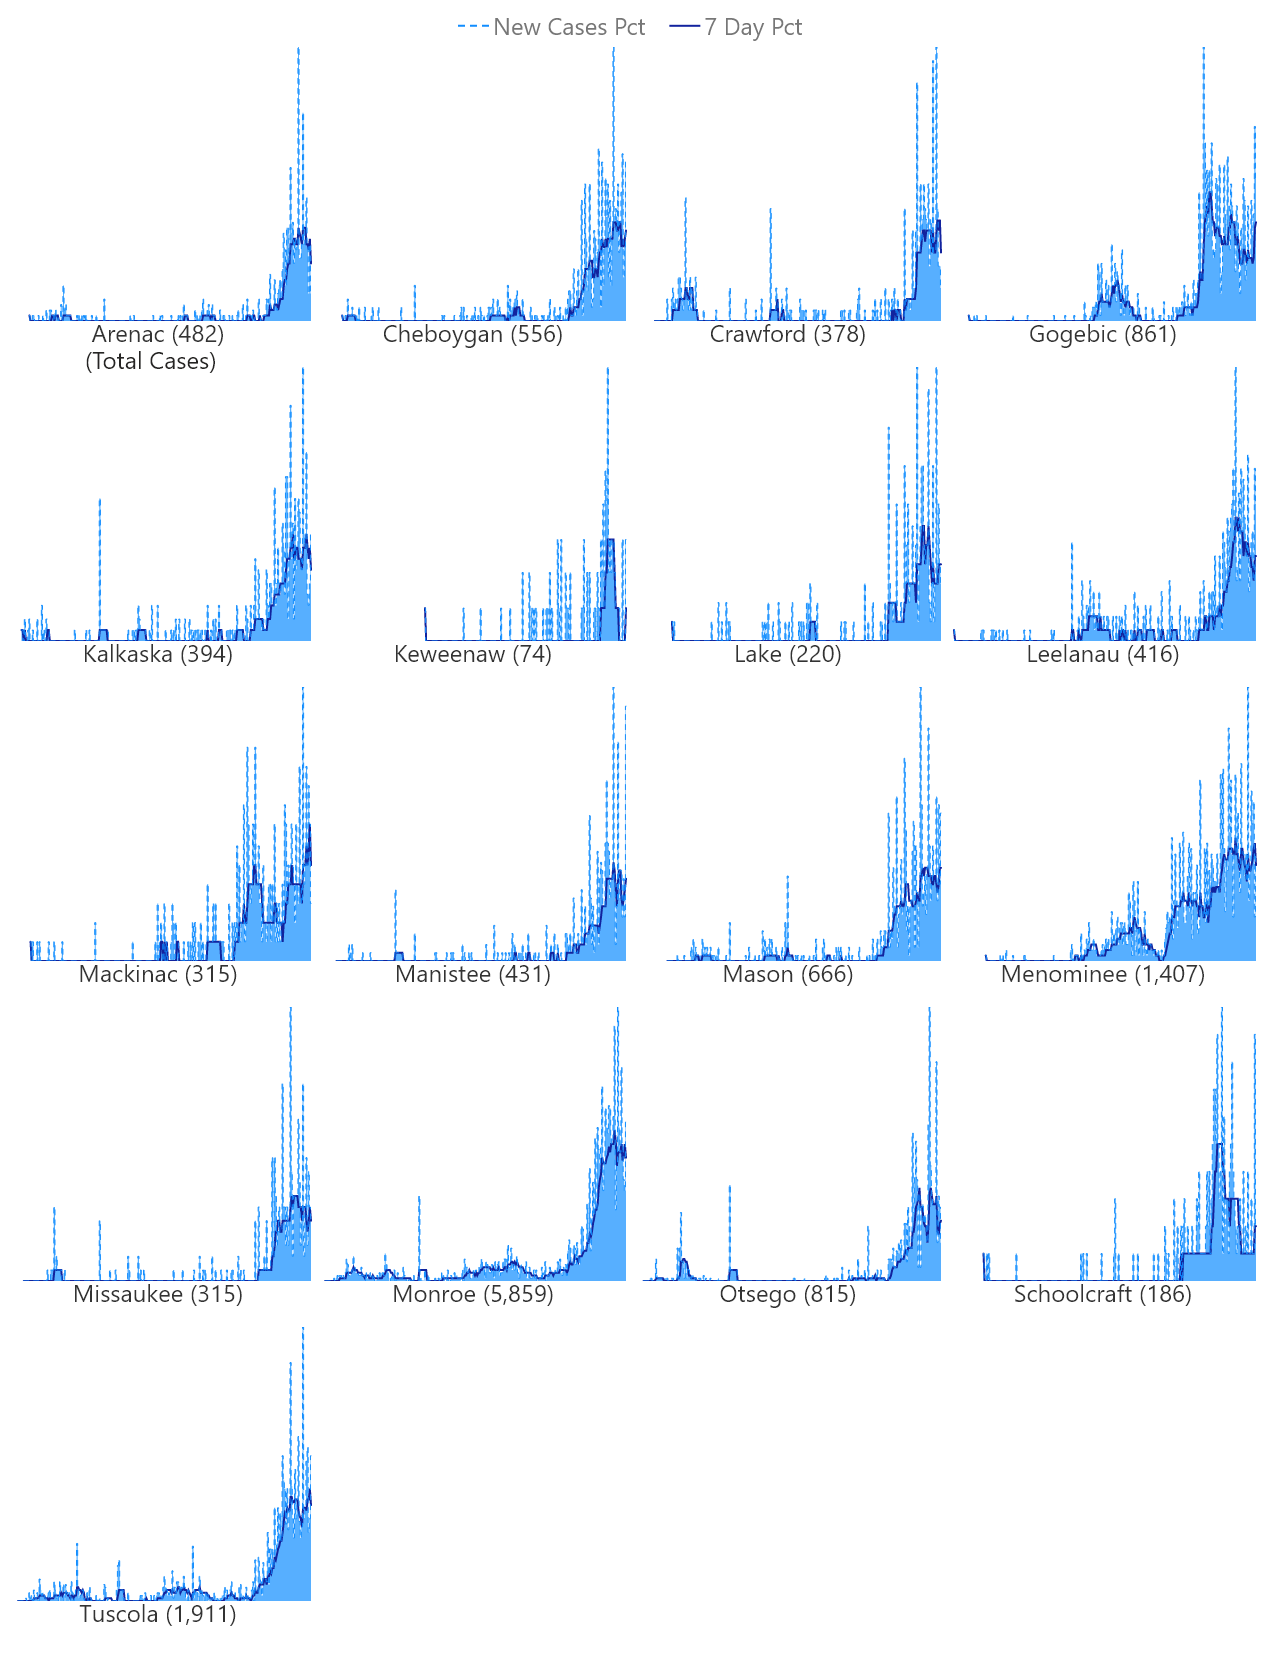 New Cases Pct 7 Day Pct
Arenac (482)
(Total Cases)
Cheboygan (556)
Crawford (378)
Gogebic (861)
Kalkaska (394)
Keweenaw (74)
Lake (220)
Leelanau (416)
Mackinac (315)
Manistee (431)
Mason (666)
Menominee (1,407)
Missaukee (315)
Monroe (5,859)
Otsego (815)
Schoolcraft (186)
Tuscola (1,911)